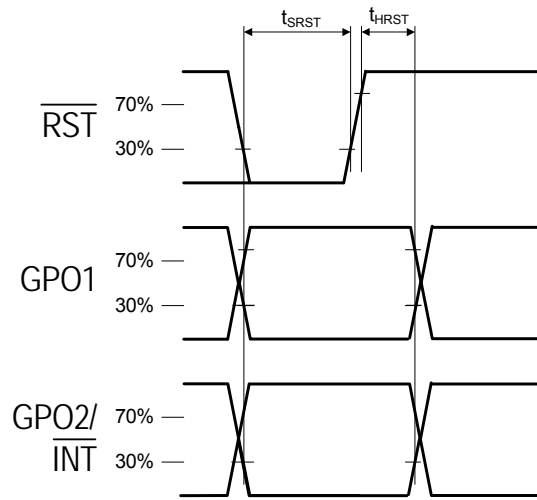 tSRST
tHRST
RST
70%
30%
GPO1
70%
30%
GPO2/
INT
70%
30%